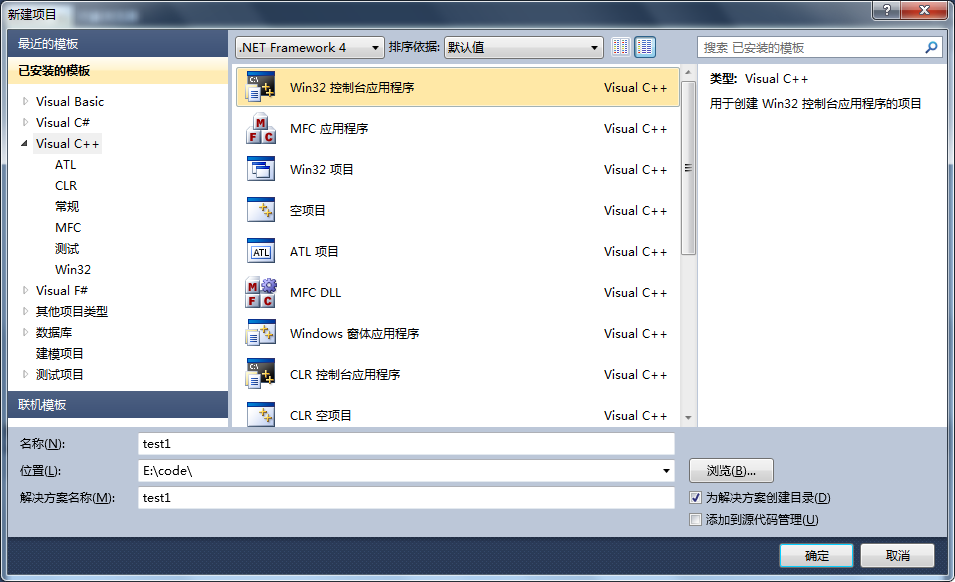 新建项目
最近的模板
已安装的模板
Visual Basic
Visual C#
Visual C++
ATL
CLR
常规
MFC
测试
Win32
Visual F#
其他项目类型
数据库
建模项目
测试项目
联机模板
.NET Framework 4 排序依据: 默认值
Win32 控制台应用程序 Visual C++
MFC 应用程序 Visual C++
Win32 项目 Visual C++
空项目 Visual C++
ATL 项目 Visual C++
MFC DLL Visual C++
Windows 窗体应用程序 Visual C++
CLR 控制台应用程序 Visual C++
CLR 空项目 Visual C++
搜索 已安装的模板
类型: Visual C++
用于创建 Win32 控制台应用程序的项目
名称(N): test1
位置(L): E:\code\ 浏览(B)...
解决方案名称(M): test1 为解决方案创建目录(D)
添加到源代码管理(U)
确定 取消